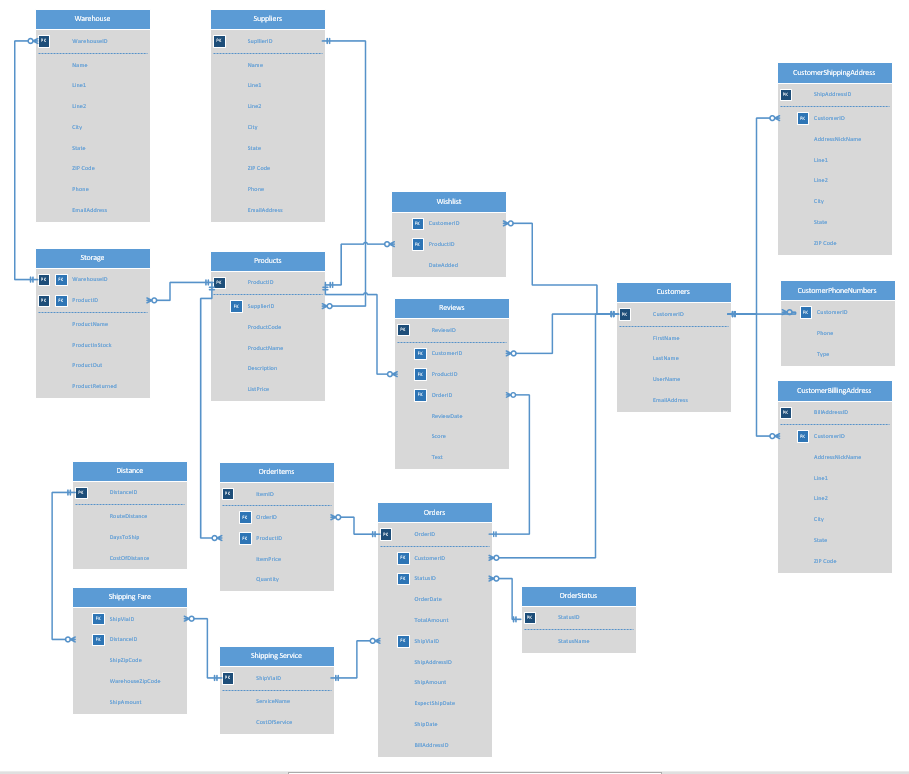 Warehouse
PK WarehouseID
Name
Line1
Line2
City
State
ZIP Code
Phone
EmailAddress
Suppliers
PK SupllierID
Name
Line1
Line2
City
State
ZIP Code
Phone
EmailAddress
CustomerShippingAddress
PK ShipAddressID
FK CustomerID
AddressNickName
Line1
Line2
City
State
ZIP Code
Wishlist
FK CustomerID
FK ProductID
DateAdded
Storage
PK FK WarehouseID
PK FK ProductID
ProductName
ProductInStock
ProductOut
ProductReturned
Products
PK ProductID
FK SupplierID
ProductCode
ProductName
Description
ListPrice
Reviews
PK ReviewID
FK CustomerID
FK ProductID
FK OrderID
ReviewDate
Score
Text
Customers
PK CustomerID
FirstName
LastName
UserName
EmailAddress
CustomerPhoneNumbers
FK CustomerID
Phone
Type
CustomerBillingAddress
PK BillAddressID
FK CustomerID
AddressNickName
Line1
Line2
City
State
ZIP Code
Distance
PK DistanceID
RouteDistance
DaysToShip
CostOfDistance
OrderItems
PK ItemID
FK OrderID
FK ProductID
ItemPrice
Quantity
Orders
PK OrderID
FK CustomerID
FK StatusID
OrderDate
TotalAmount
FK ShipViaID
ShipAddressID
ShipAmount
ExpectShipDate
ShipDate
BillAddressID
OrderStatus
PK StatusID
StatusName
Shipping Fare
FK ShipViaID
FK DistanceID
ShipZipCode
WarehouseZipCode
ShipAmount
Shipping Service
PK ShipViaID
ServiceName
CostOfService